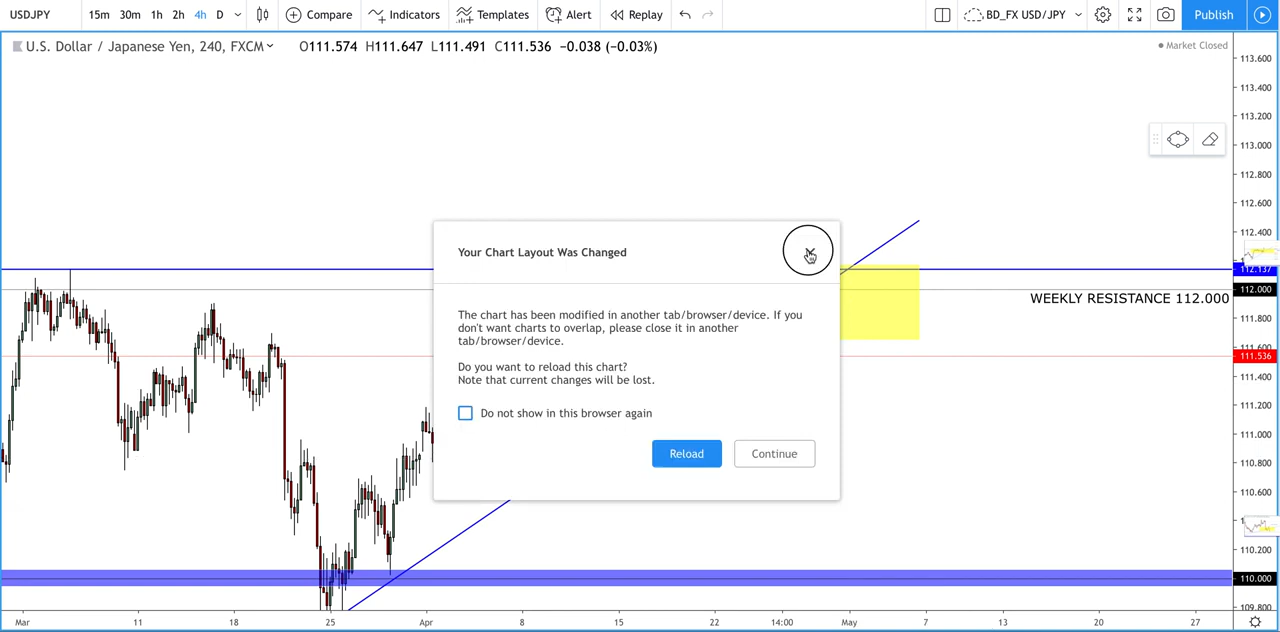 USDJPY 15m 30m 1h 2h 4h D Compare Indicators Templates Alert Replay BD_FX USD/JPY Publish
U.S. Dollar / Japanese Yen, 240, FXCM O111.574 H111.647 L111.491 C111.536 −0.038 (−0.03%)
Market Closed
113.600
113.400
113.200
113.000
112.800
112.600
112.400
112.137
112.000
WEEKLY RESISTANCE 112.000
111.800
111.600
111.536
111.400
111.200
111.000
110.800
110.600
110.200
110.000
109.800
Your Chart Layout Was Changed
The chart has been modified in another tab/browser/device. If you
don't want charts to overlap, please close it in another
tab/browser/device.
Do you want to reload this chart?
Note that current changes will be lost.
Do not show in this browser again
Reload Continue
Mar 11 18 25 Apr 8 15 22 14:00 May 7 13 20 27